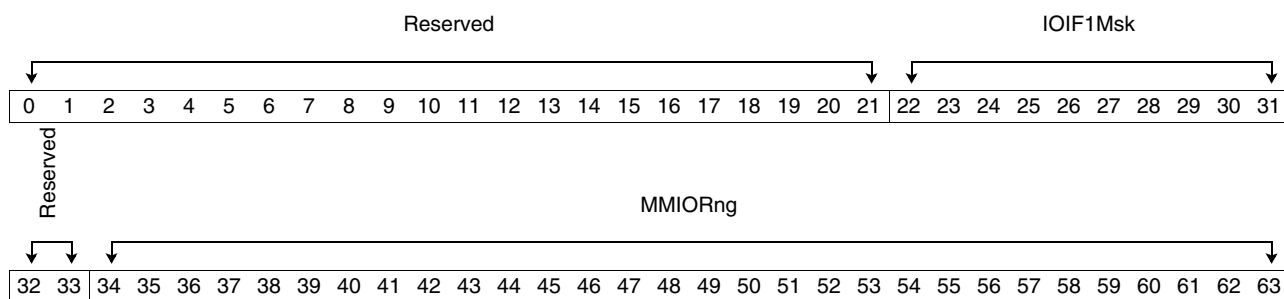 Reserved IOIF1Msk
0 1 2 3 4 5 6 7 8 9 10 11 12 13 14 15 16 17 18 19 20 21 22 23 24 25 26 27 28 29 30 31
Reserved
MMIORng
32 33 34 35 36 37 38 39 40 41 42 43 44 45 46 47 48 49 50 51 52 53 54 55 56 57 58 59 60 61 62 63